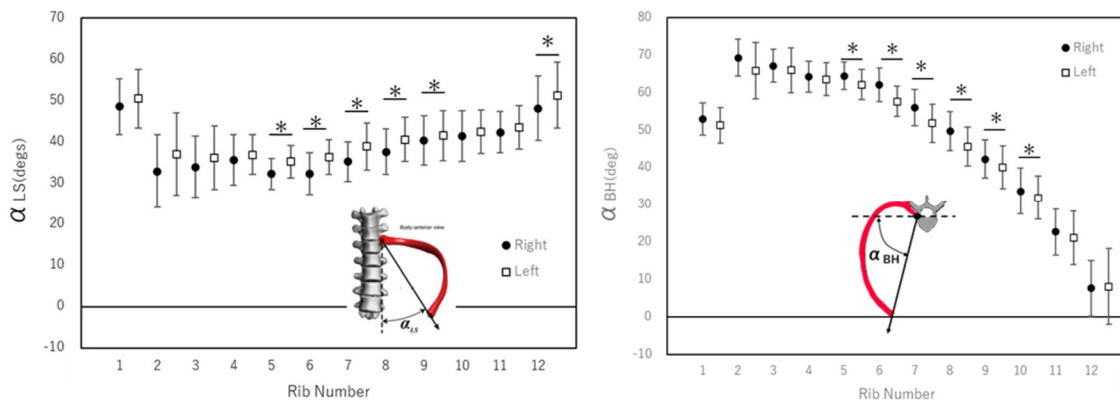 70
60
50
40
30
20
10
0
-10
α LS(degs)
* * * * * *
Body-anterior view
α LS
Right
Left
1 2 3 4 5 6 7 8 9 10 11 12
Rib Number
80
70
60
50
40
30
20
10
0
-10
α BH(deg)
* * * * * *
Right
Left
α BH
1 2 3 4 5 6 7 8 9 10 11 12
Rib Number